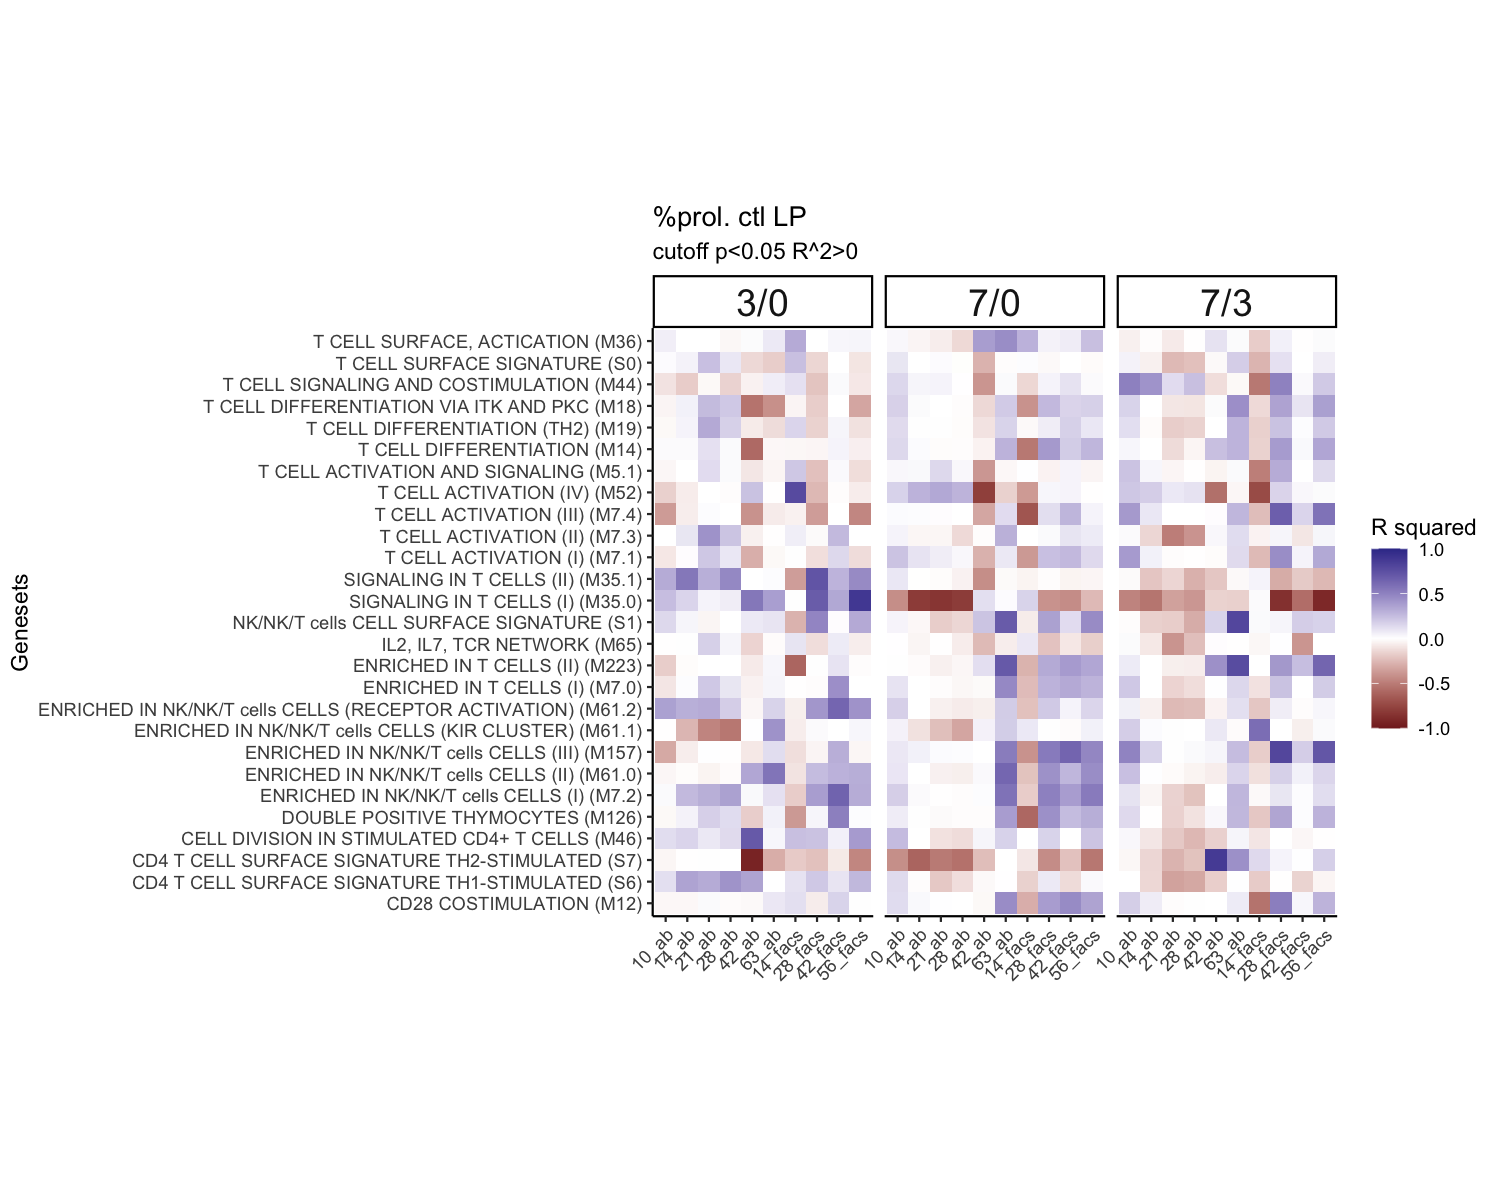 %prol. ctl LP
cutoff p<0.05 R^2>0
3/0
7/0
7/3
Genesets
T CELL SURFACE, ACTICATION (M36)
T CELL SURFACE SIGNATURE (S0)
T CELL SIGNALING AND COSTIMULATION (M44)
T CELL DIFFERENTIATION VIA ITK AND PKC (M18)
T CELL DIFFERENTIATION (TH2) (M19)
T CELL DIFFERENTIATION (M14)
T CELL ACTIVATION AND SIGNALING (M5.1)
T CELL ACTIVATION (IV) (M52)
T CELL ACTIVATION (III) (M7.4)
T CELL ACTIVATION (II) (M7.3)
T CELL ACTIVATION (I) (M7.1)
SIGNALING IN T CELLS (II) (M35.1)
SIGNALING IN T CELLS (I) (M35.0)
NK/NK/T cells CELL SURFACE SIGNATURE (S1)
IL2, IL7, TCR NETWORK (M65)
ENRICHED IN T CELLS (II) (M223)
ENRICHED IN T CELLS (I) (M7.0)
ENRICHED IN NK/NK/T cells CELLS (RECEPTOR ACTIVATION) (M61.2)
ENRICHED IN NK/NK/T cells CELLS (KIR CLUSTER) (M61.1)
ENRICHED IN NK/NK/T cells CELLS (III) (M157)
ENRICHED IN NK/NK/T cells CELLS (II) (M61.0)
ENRICHED IN NK/NK/T cells CELLS (I) (M7.2)
DOUBLE POSITIVE THYMOCYTES (M126)
CELL DIVISION IN STIMULATED CD4+ T CELLS (M46)
CD4 T CELL SURFACE SIGNATURE TH2-STIMULATED (S7)
CD4 T CELL SURFACE SIGNATURE TH1-STIMULATED (S6)
CD28 COSTIMULATION (M12)
10_ab
14_ab
21_ab
28_ab
42_ab
63_ab
14_facs
28_facs
42_facs
56_facs
10_ab
14_ab
21_ab
28_ab
42_ab
63_ab
14_facs
28_facs
42_facs
56_facs
10_ab
14_ab
21_ab
28_ab
42_ab
63_ab
14_facs
28_facs
42_facs
56_facs
R squared
1.0
0.5
0.0
-0.5
-1.0